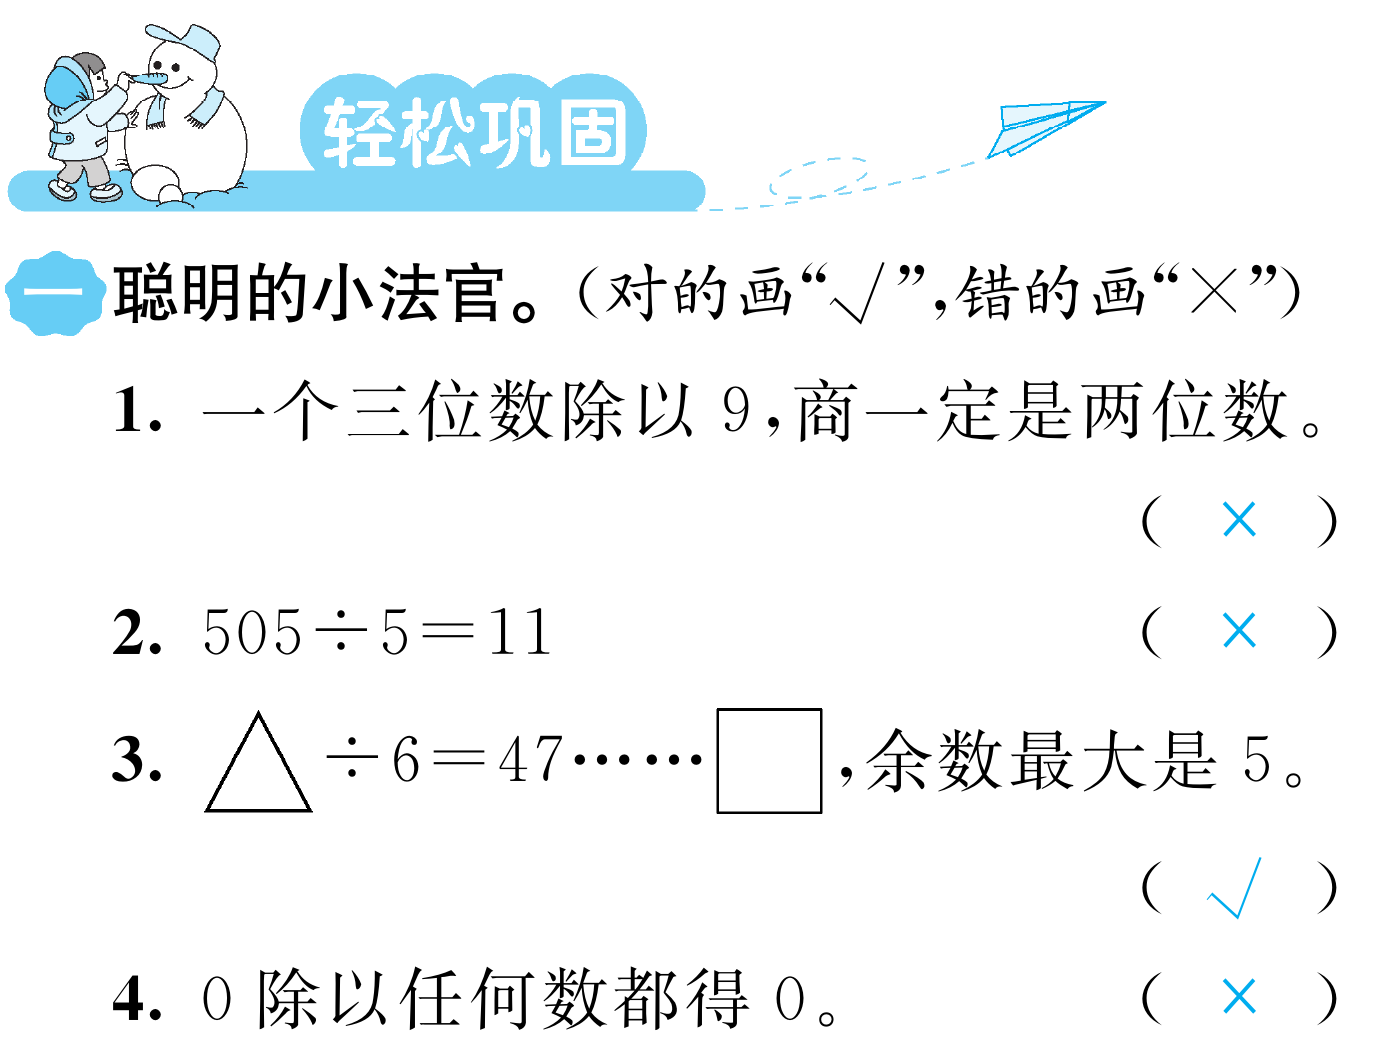 轻松巩固
一 聪明的小法官。(对的画“√”,错的画“×”)
1. 一个三位数除以 9,商一定是两位数。
( × )
2. 505÷5=11 ( × )
3. △÷6=47……□,余数最大是 5。
( √ )
4. 0 除以任何数都得 0。 ( × )